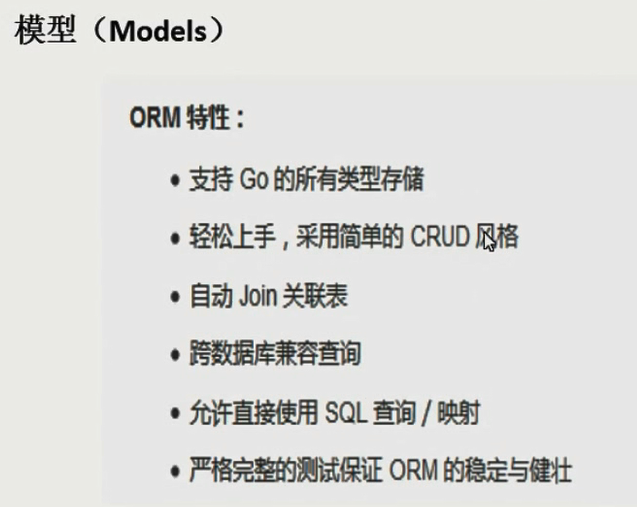 模型（Models）
ORM 特性：
• 支持 Go 的所有类型存储
• 轻松上手，采用简单的 CRUD 风格
• 自动 Join 关联表
• 跨数据库兼容查询
• 允许直接使用 SQL 查询 / 映射
• 严格完整的测试保证 ORM 的稳定与健壮